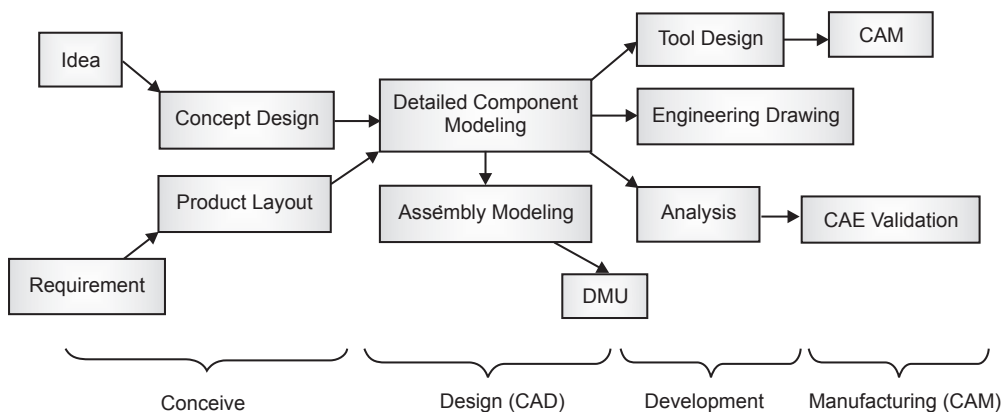 Idea
Concept Design
Product Layout
Requirement
Detailed Component
Modeling
Assembly Modeling
DMU
Tool Design
CAM
Engineering Drawing
Analysis
CAE Validation
Conceive
Design (CAD)
Development
Manufacturing (CAM)